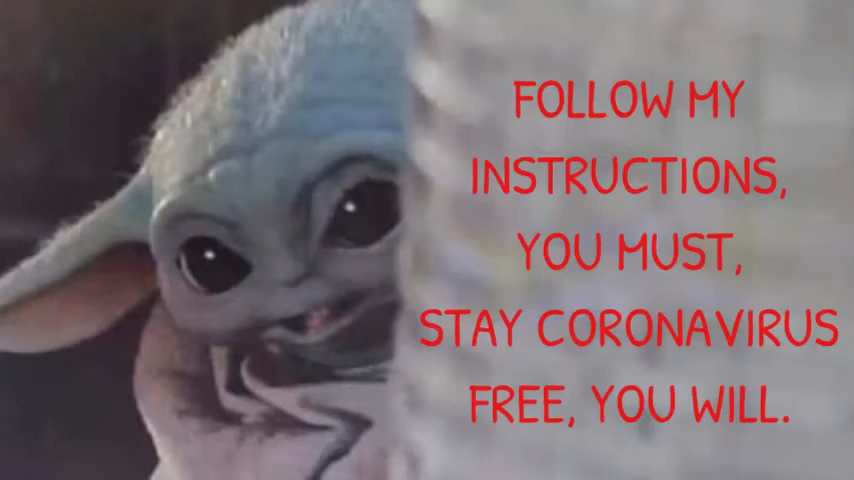 FOLLOW MY
INSTRUCTIONS,
YOU MUST,
STAY CORONAVIRUS
FREE, YOU WILL.